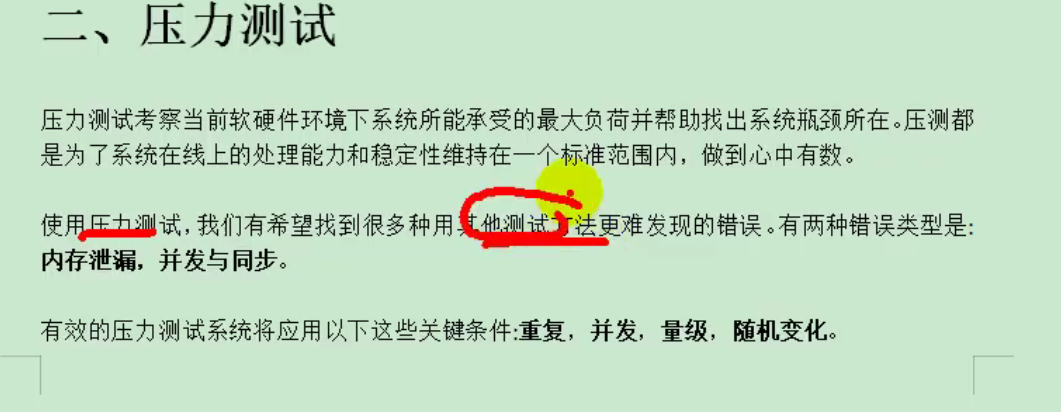 二、压力测试
压力测试考察当前软硬件环境下系统所能承受的最大负荷并帮助找出系统瓶颈所在。压测都
是为了系统在线上的处理能力和稳定性维持在一个标准范围内，做到心中有数。
使用压力测试，我们有希望找到很多种用其他测试方法更难发现的错误。有两种错误类型是:
内存泄漏，并发与同步。
有效的压力测试系统将应用以下这些关键条件:重复，并发，量级，随机变化。